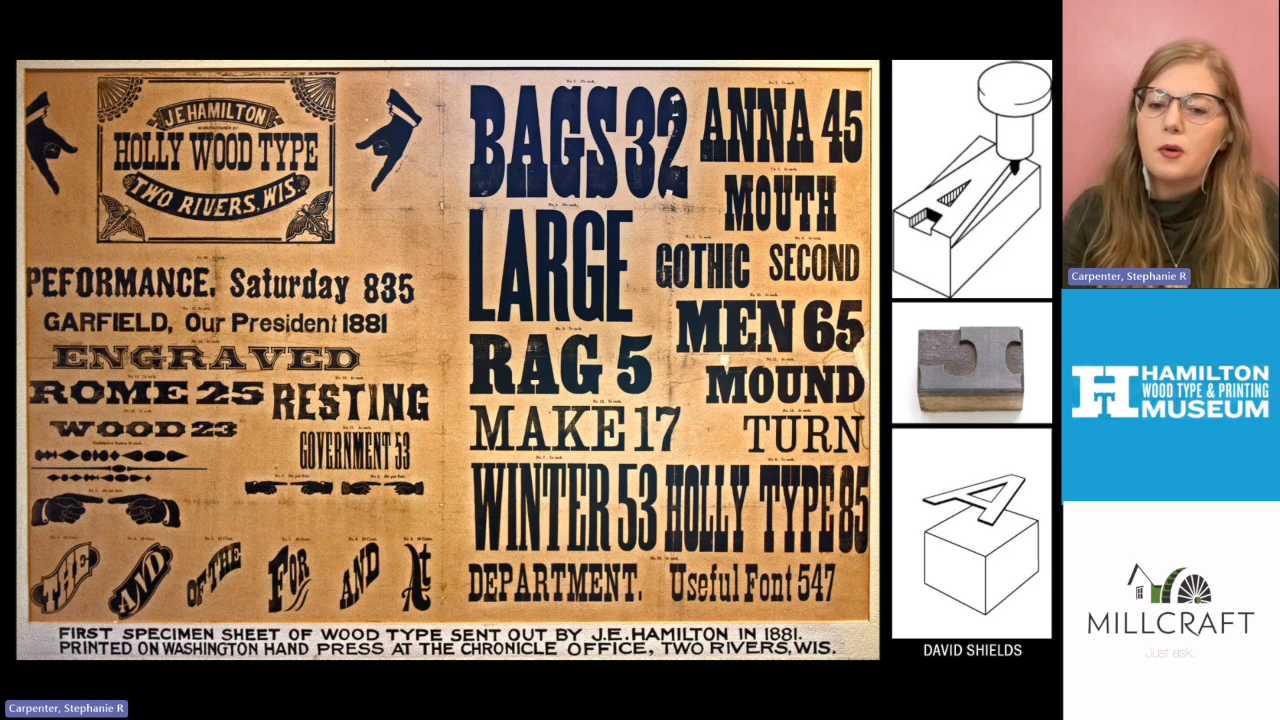 J.E. HAMILTON
HOLLY WOOD TYPE
TWO RIVERS, WIS.
PEFORMANCE. Saturday 835
GARFIELD, Our President 1881
ENGRAVED
ROME 25
RESTING
WOOD 23
GOVERNMENT 53
THE
AND
OF THE
FOR
AND
At
BAGS 32
ANNA 45
MOUTH
LARGE
GOTHIC SECOND
MEN 65
RAG 5
MOUND
MAKE 17
TURN
WINTER 53
HOLLY TYPE 85
DEPARTMENT.
Useful Font 547
FIRST SPECIMEN SHEET OF WOOD TYPE SENT OUT BY J.E. HAMILTON IN 1881.
PRINTED ON WASHINGTON HAND PRESS AT THE CHRONICLE OFFICE, TWO RIVERS, WIS.
A
A
DAVID SHIELDS
Carpenter, Stephanie R
HAMILTON
WOOD TYPE & PRINTING
MUSEUM
MILLCRAFT
Just ask.
Carpenter, Stephanie R